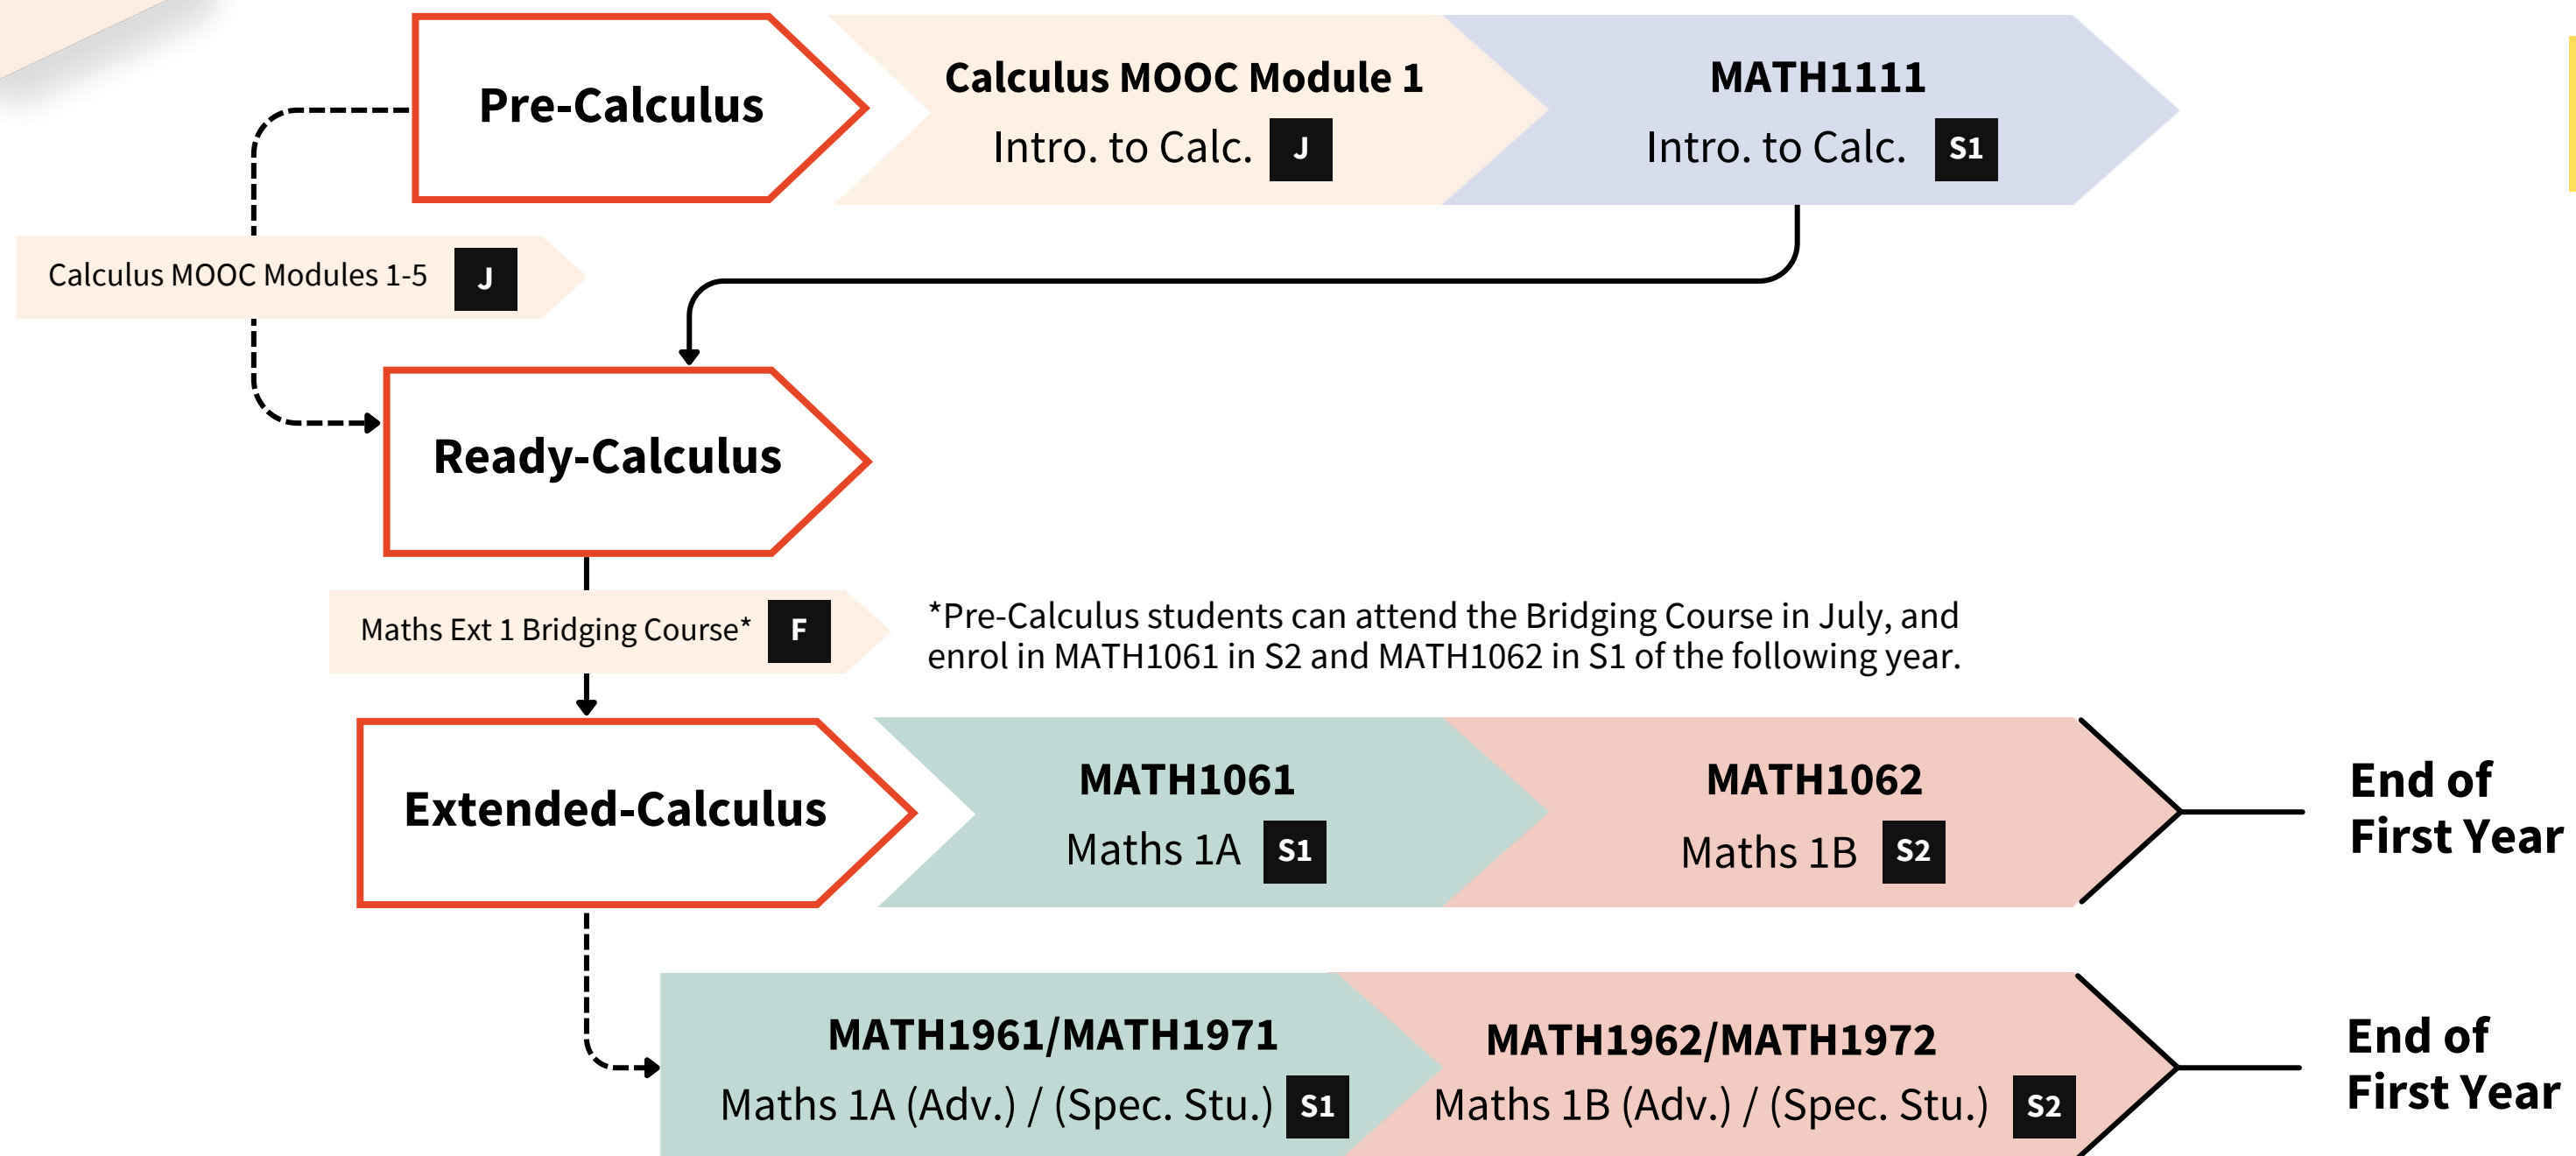 Pre-Calculus
Calculus MOOC Module 1
Intro. to Calc. J
MATH1111
Intro. to Calc. S1
Calculus MOOC Modules 1-5 J
Ready-Calculus
Maths Ext 1 Bridging Course* F
*Pre-Calculus students can attend the Bridging Course in July, and
enrol in MATH1061 in S2 and MATH1062 in S1 of the following year.
Extended-Calculus
MATH1061
Maths 1A S1
MATH1062
Maths 1B S2
End of
First Year
MATH1961/MATH1971
Maths 1A (Adv.) / (Spec. Stu.) S1
MATH1962/MATH1972
Maths 1B (Adv.) / (Spec. Stu.) S2
End of
First Year